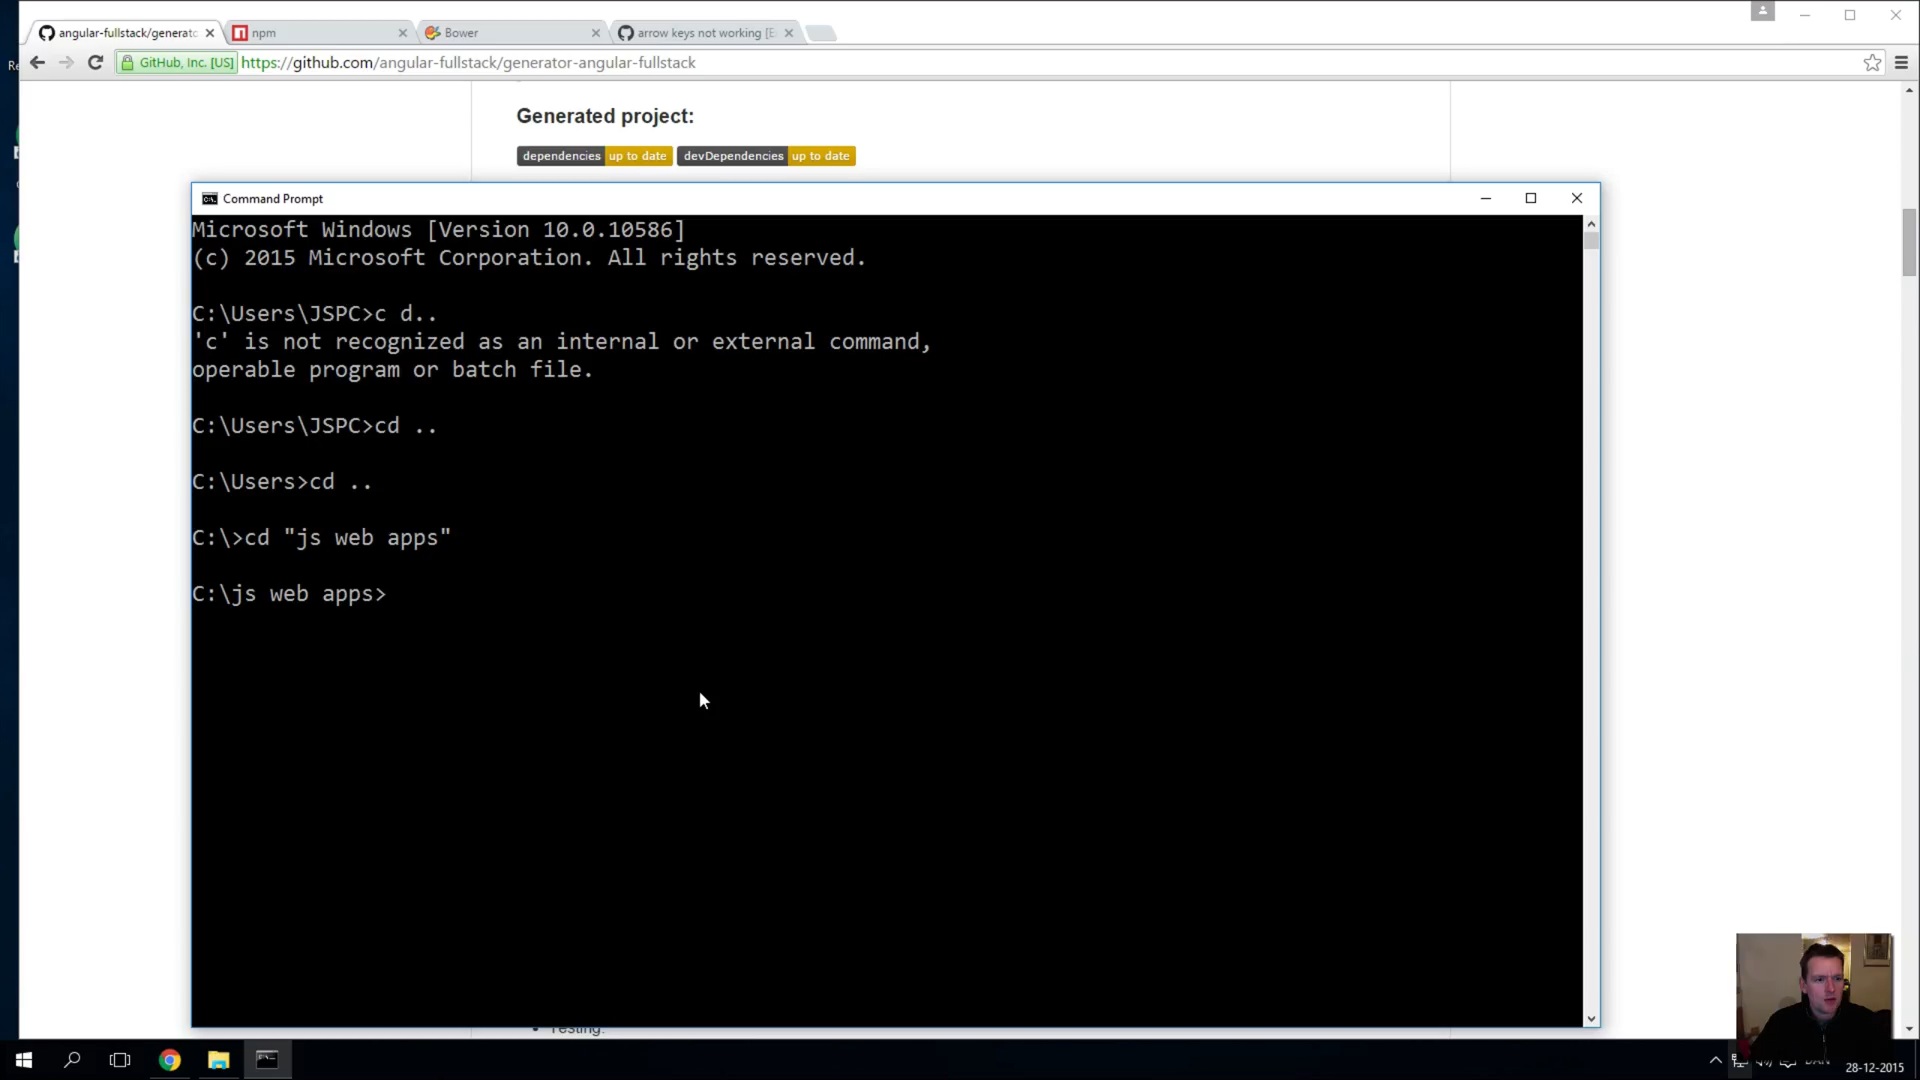 angular-fullstack/generato
npm
Bower
arrow keys not working [E
GitHub, Inc. [US]
https://github.com/angular-fullstack/generator-angular-fullstack
Generated project:
dependencies up to date devDependencies up to date
Command Prompt
Microsoft Windows [Version 10.0.10586]
(c) 2015 Microsoft Corporation. All rights reserved.
C:\Users\JSPC>c d..
'c' is not recognized as an internal or external command,
operable program or batch file.
C:\Users\JSPC>cd ..
C:\Users>cd ..
C:\>cd "js web apps"
C:\js web apps>
Testing:
28-12-2015